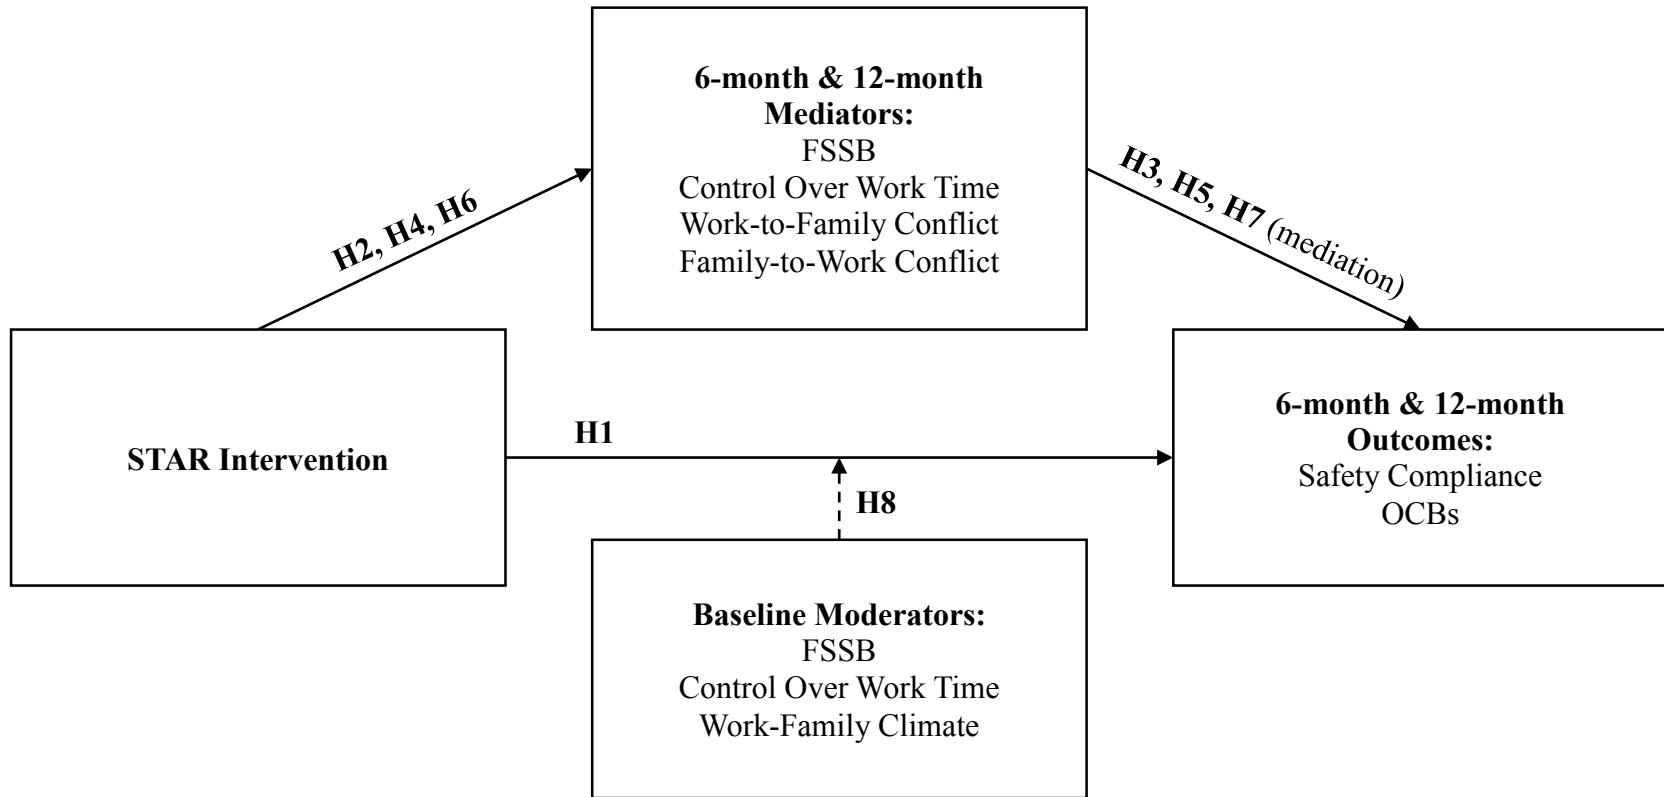 6-month & 12-month
Mediators:
FSSB
Control Over Work Time
Work-to-Family Conflict
Family-to-Work Conflict
H2, H4, H6
H3, H5, H7 (mediation)
STAR Intervention
H1
H8
6-month & 12-month
Outcomes:
Safety Compliance
OCBs
Baseline Moderators:
FSSB
Control Over Work Time
Work-Family Climate